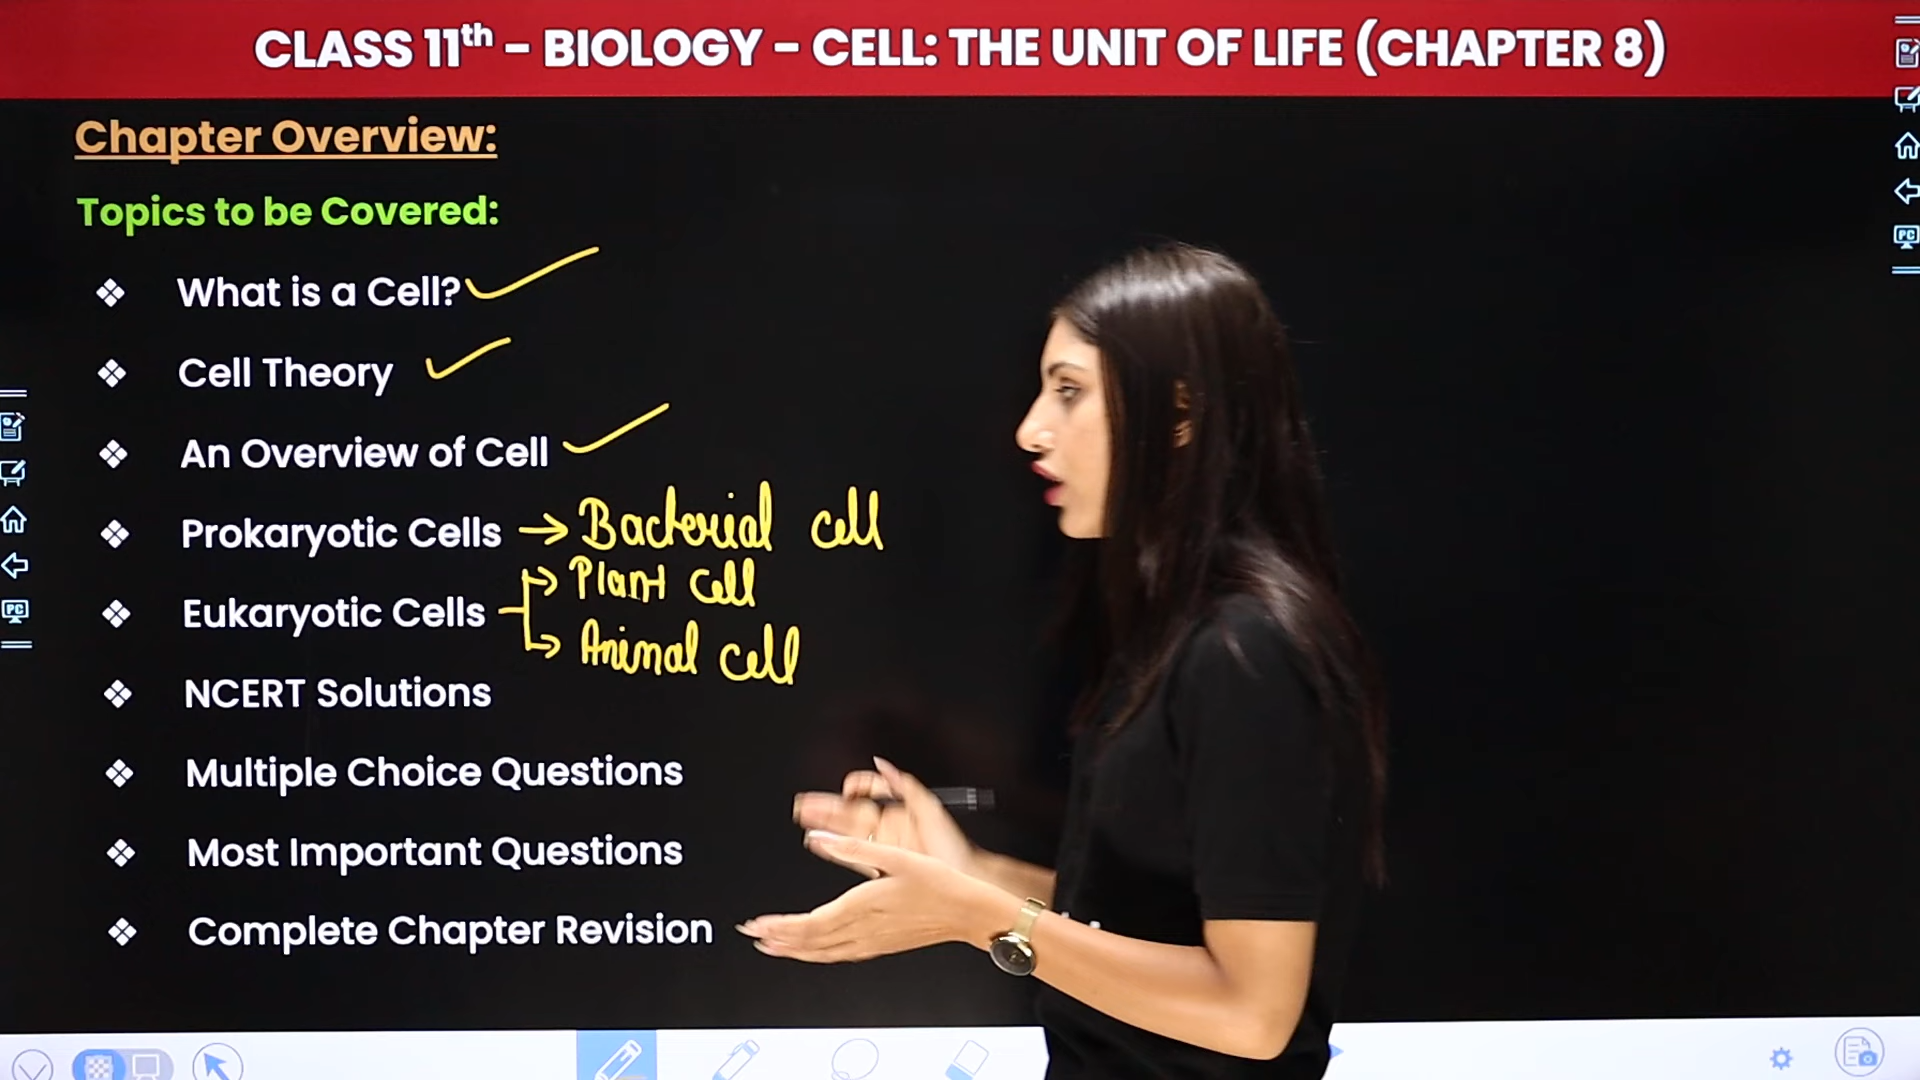 CLASS 11th - BIOLOGY - CELL: THE UNIT OF LIFE (CHAPTER 8)
Chapter Overview:
Topics to be Covered:
❖ What is a Cell?
❖ Cell Theory
❖ An Overview of Cell
❖ Prokaryotic Cells → Bacterial cell
Plant cell
❖ Eukaryotic Cells
Animal cell
❖ NCERT Solutions
❖ Multiple Choice Questions
❖ Most Important Questions
❖ Complete Chapter Revision
PC
PC